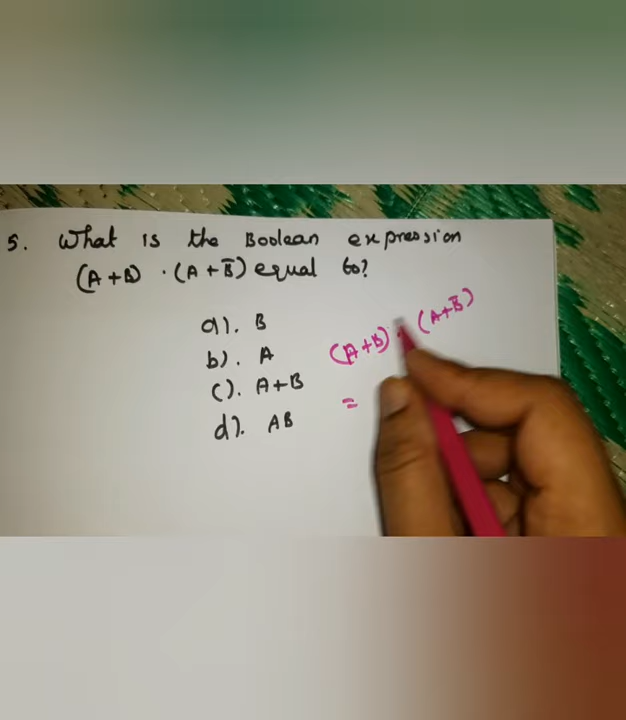 5. What is the Boolean expression
(A+B) · (A+B̅) equal to?
a). B
b). A
c). A+B
d). AB
(A+B) · (A+B̅)
=